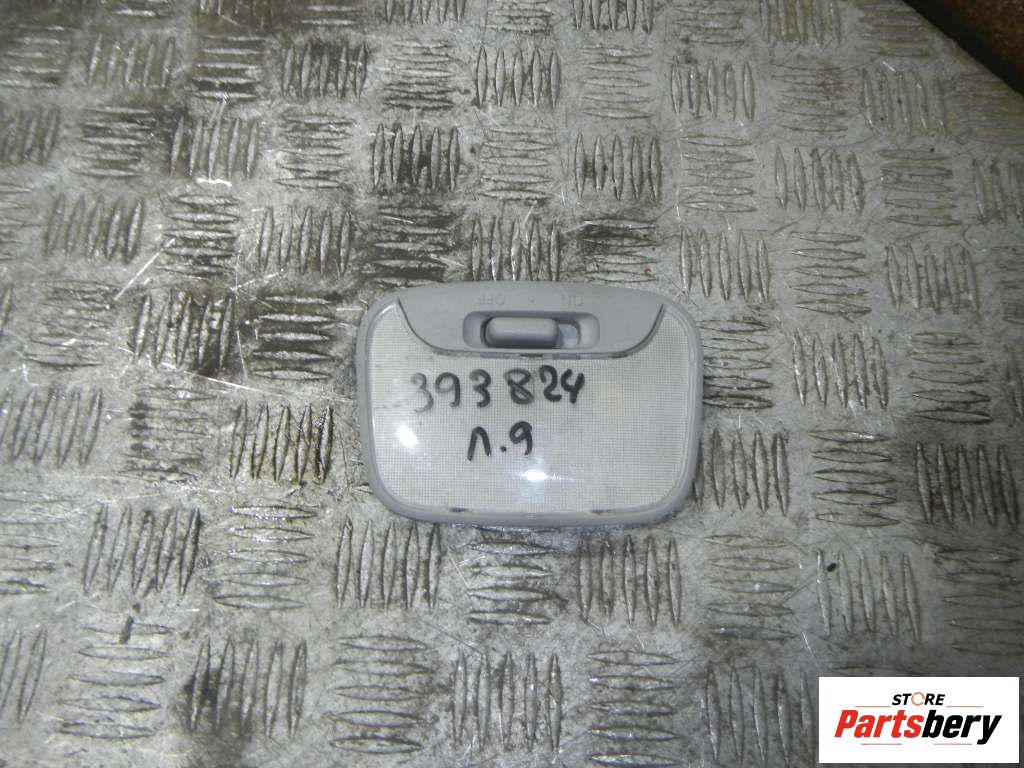 OFF • ON
393824
л.9
STORE
Partsbery